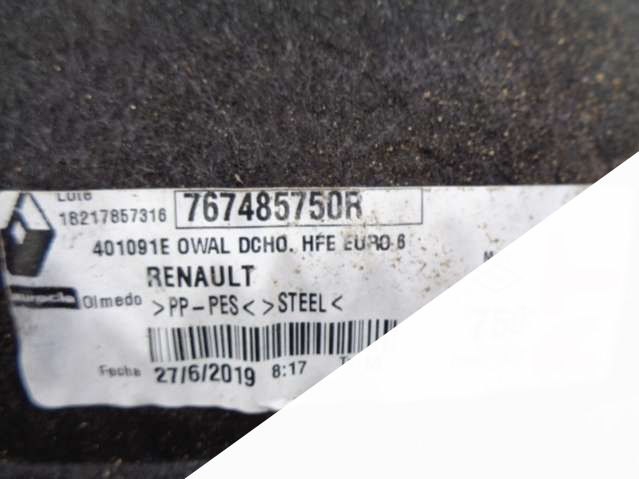 Lote
18217857316 767485750R
401091E OWAL DCHO. HFE EURO 6
RENAULT
Olmedo >PP-PES< >STEEL<
Fecha 27/6/2019 8:17